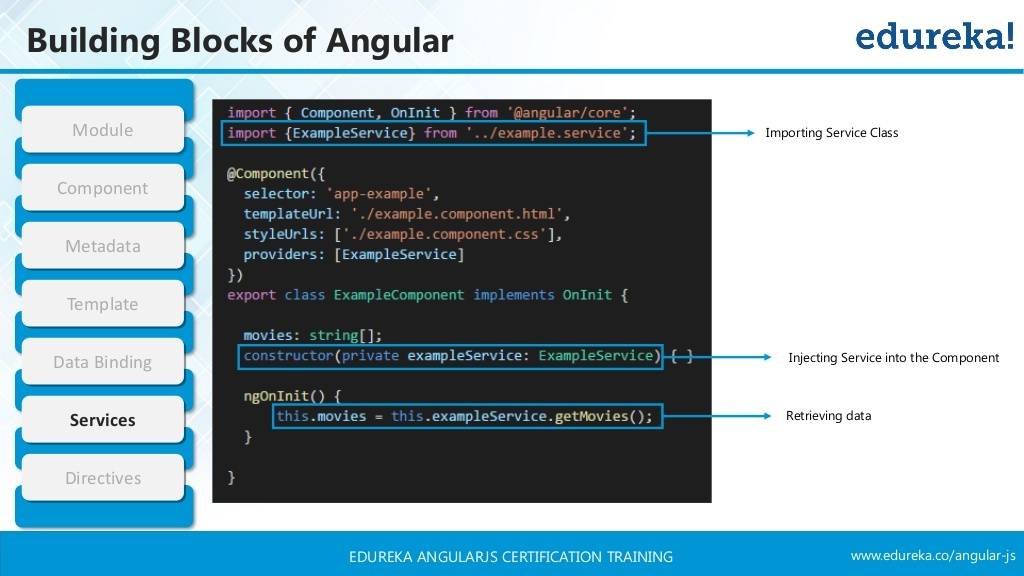 Building Blocks of Angular
edureka!
Module
Component
Metadata
Template
Data Binding
Services
Directives
import { Component, OnInit } from '@angular/core';
import {ExampleService} from '../example.service';
@Component({
selector: 'app-example',
templateUrl: './example.component.html',
styleUrls: ['./example.component.css'],
providers: [ExampleService]
})
export class ExampleComponent implements OnInit {
movies: string[];
constructor(private exampleService: ExampleService) { }
ngOnInit() {
this.movies = this.exampleService.getMovies();
}
}
Importing Service Class
Injecting Service into the Component
Retrieving data
EDUREKA ANGULARJS CERTIFICATION TRAINING
www.edureka.co/angular-js